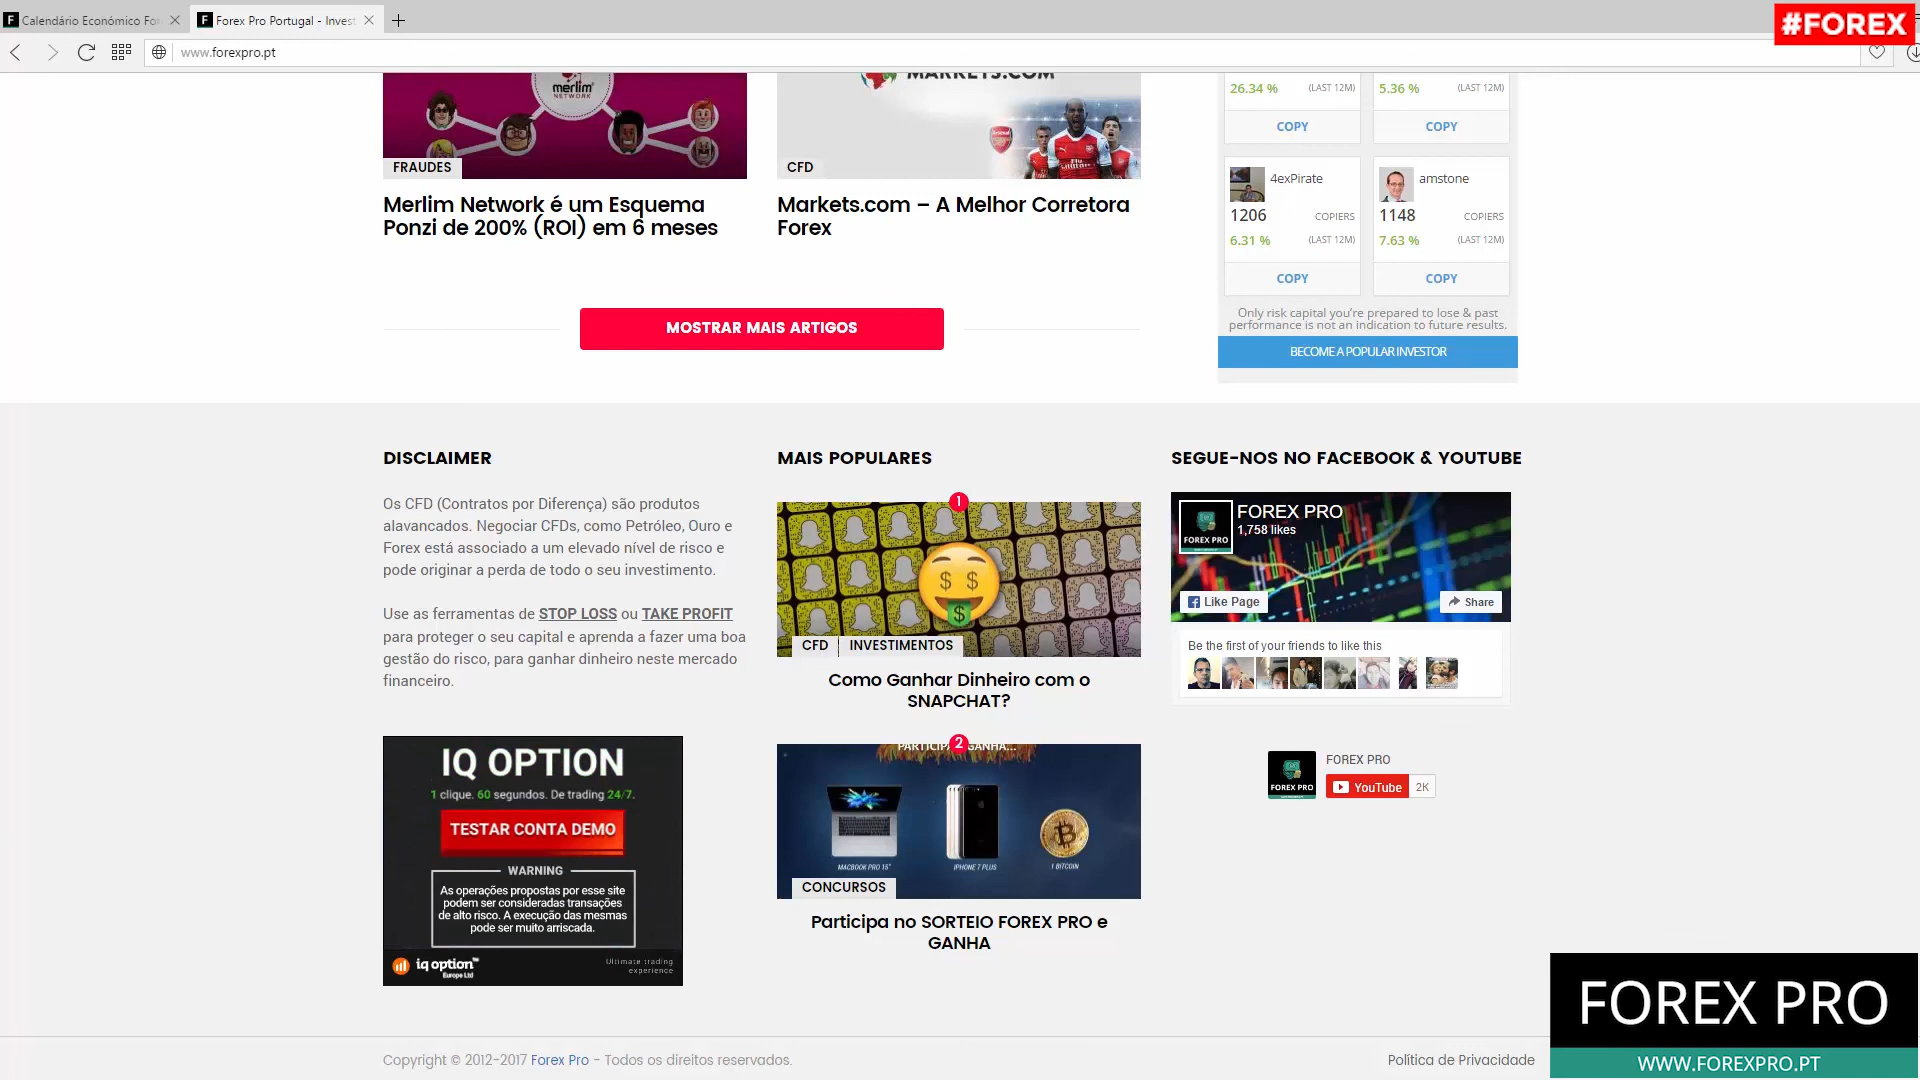 Calendário Económico For
Forex Pro Portugal - Invest
#FOREX
www.forexpro.pt
merlim
NETWORK
FRAUDES
Merlim Network é um Esquema
Ponzi de 200% (ROI) em 6 meses
MARKETS.COM
CFD
Markets.com – A Melhor Corretora
Forex
MOSTRAR MAIS ARTIGOS
26.34 % (LAST 12M)
COPY
5.36 % (LAST 12M)
COPY
4exPirate
1206 COPIERS
6.31 % (LAST 12M)
COPY
amstone
1148 COPIERS
7.63 % (LAST 12M)
COPY
Only risk capital you're prepared to lose & past
performance is not an indication to future results.
BECOME A POPULAR INVESTOR
DISCLAIMER
Os CFD (Contratos por Diferença) são produtos
alavancados. Negociar CFDs, como Petróleo, Ouro e
Forex está associado a um elevado nível de risco e
pode originar a perda de todo o seu investimento.
Use as ferramentas de STOP LOSS ou TAKE PROFIT
para proteger o seu capital e aprenda a fazer uma boa
gestão do risco, para ganhar dinheiro neste mercado
financeiro.
IQ OPTION
1 clique. 60 segundos. De trading 24/7.
TESTAR CONTA DEMO
WARNING
As operações propostas por esse site
podem ser consideradas transações
de alto risco. A execução das mesmas
pode ser muito arriscada.
iq option™
Europe Ltd
Ultimate trading
experience
MAIS POPULARES
1
CFD
INVESTIMENTOS
Como Ganhar Dinheiro com o
SNAPCHAT?
2
GANHA...
MACBOOK PRO 15"
IPHONE 7 PLUS
1 BITCOIN
CONCURSOS
Participa no SORTEIO FOREX PRO e
GANHA
SEGUE-NOS NO FACEBOOK & YOUTUBE
FOREX PRO
FOREX PRO
1,758 likes
Like Page
Share
Be the first of your friends to like this
FOREX PRO
FOREX PRO
YouTube
2K
Copyright © 2012-2017 Forex Pro - Todos os direitos reservados.
Política de Privacidade
FOREX PRO
WWW.FOREXPRO.PT